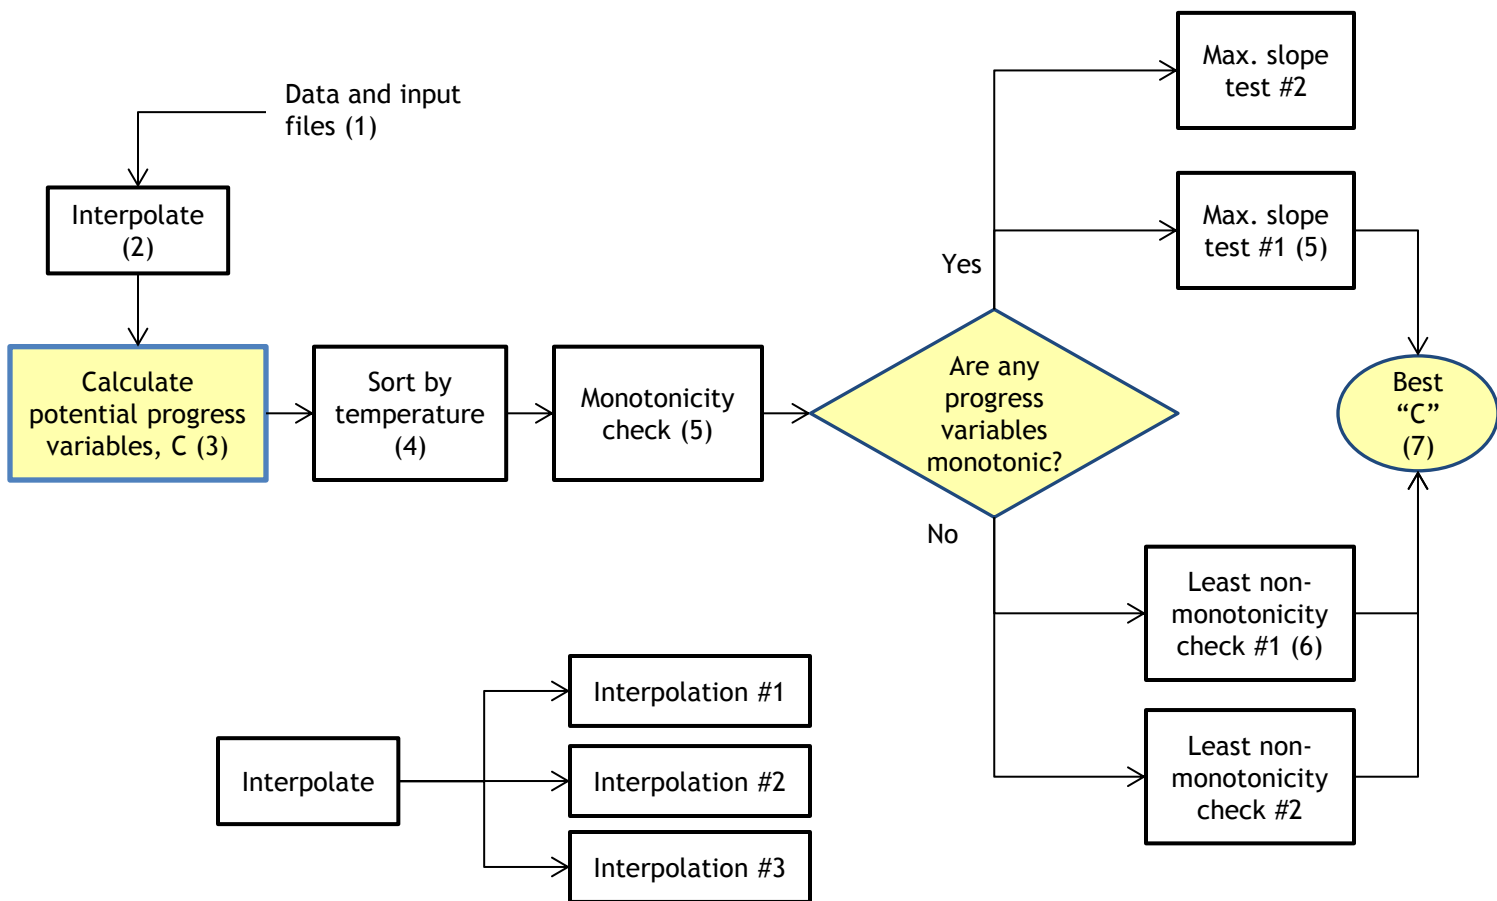 Data and input
files (1)
Interpolate
(2)
Calculate
potential progress
variables, C (3)
Sort by
temperature
(4)
Monotonicity
check (5)
Are any
progress
variables
monotonic?
Yes
No
Max. slope
test #2
Max. slope
test #1 (5)
Best
“C”
(7)
Least non-
monotonicity
check #1 (6)
Least non-
monotonicity
check #2
Interpolate
Interpolation #1
Interpolation #2
Interpolation #3